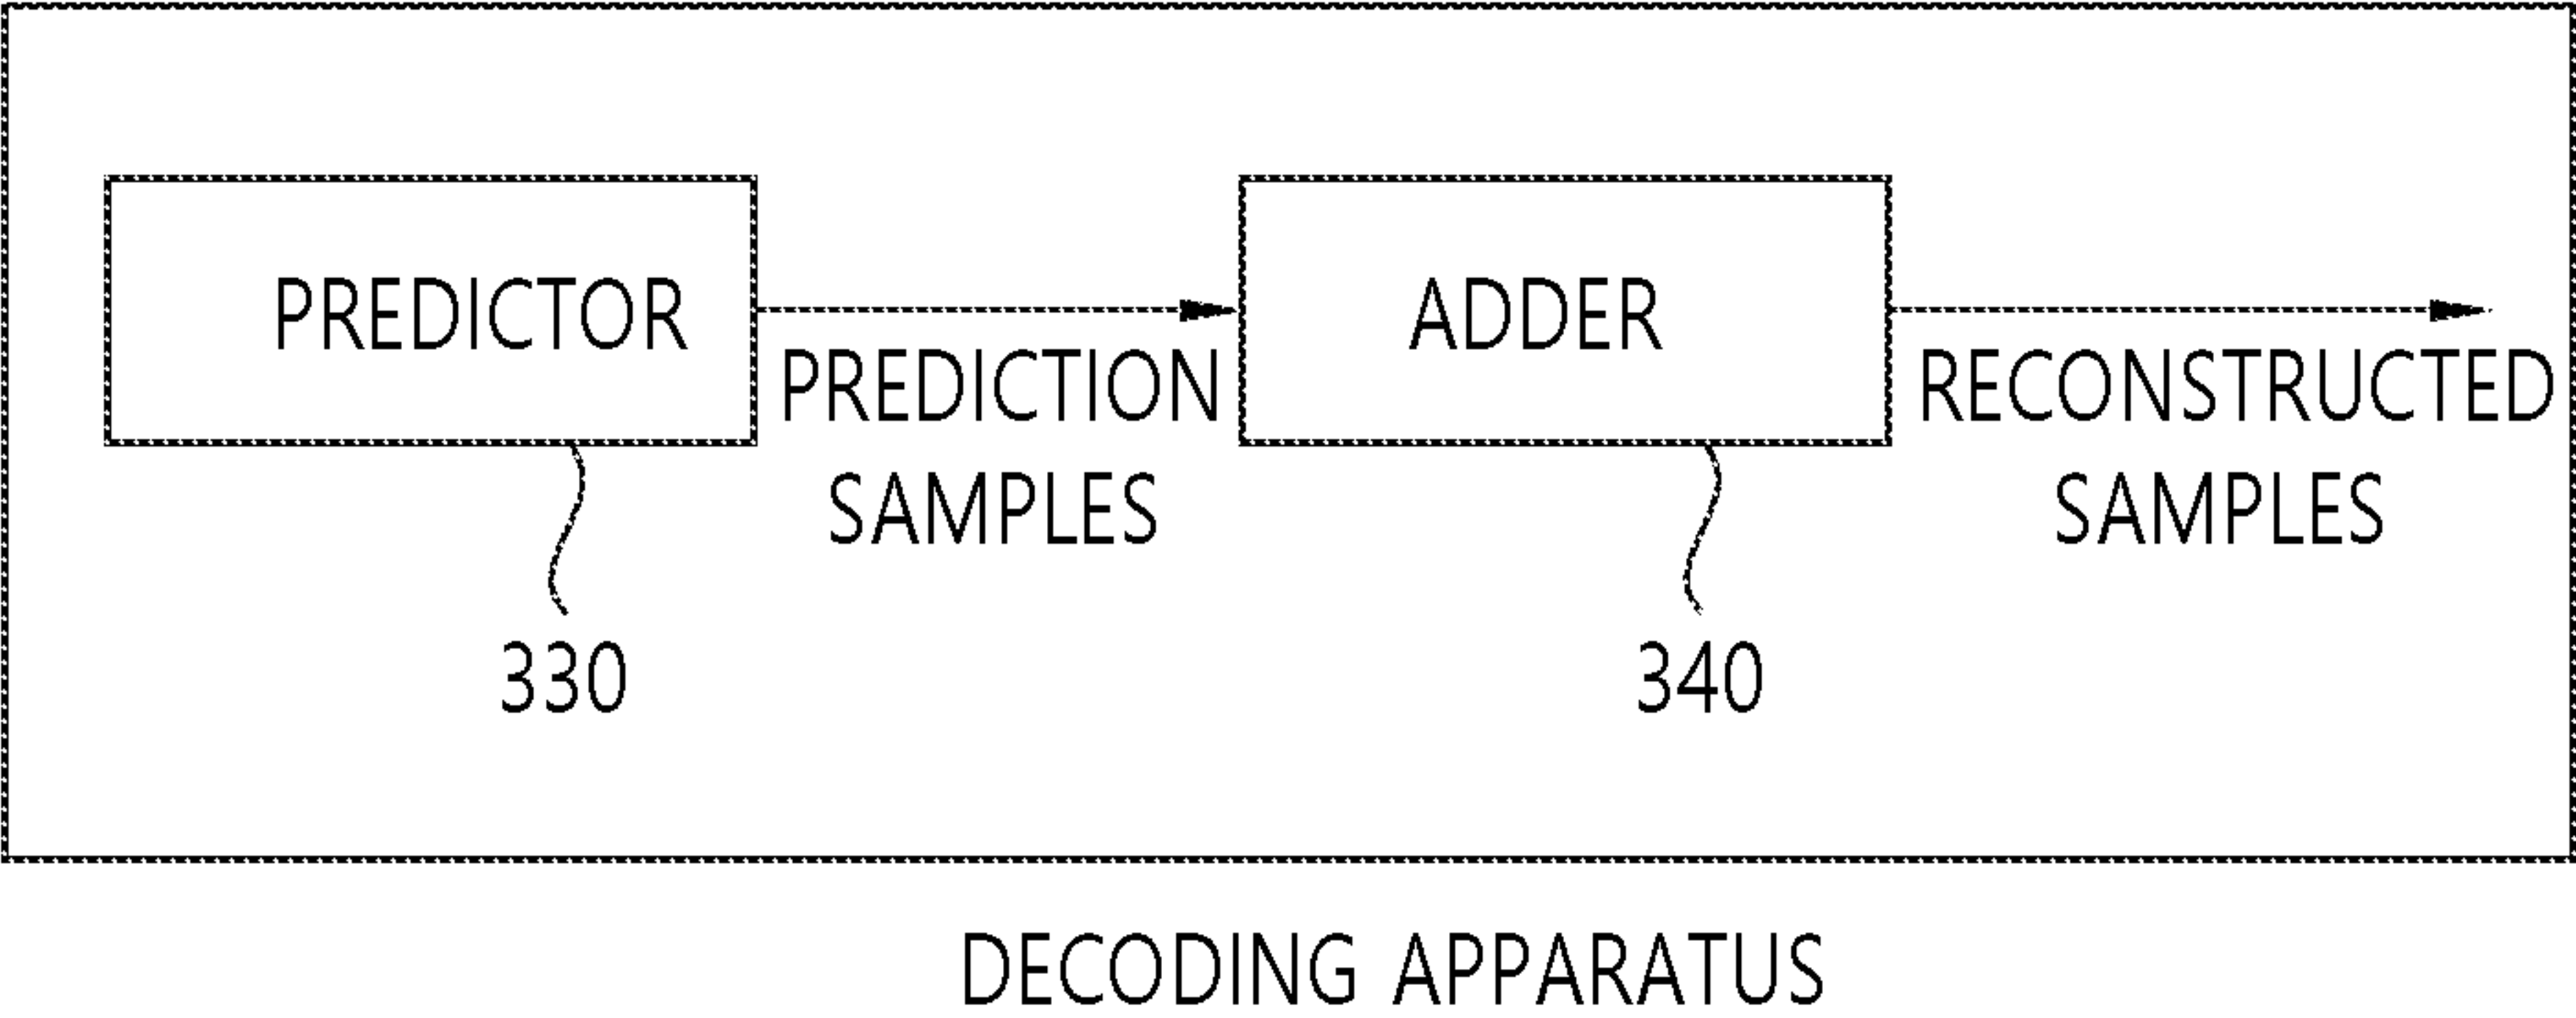 PREDICTOR
PREDICTION
SAMPLES
ADDER
RECONSTRUCTED
SAMPLES
330
340
DECODING APPARATUS